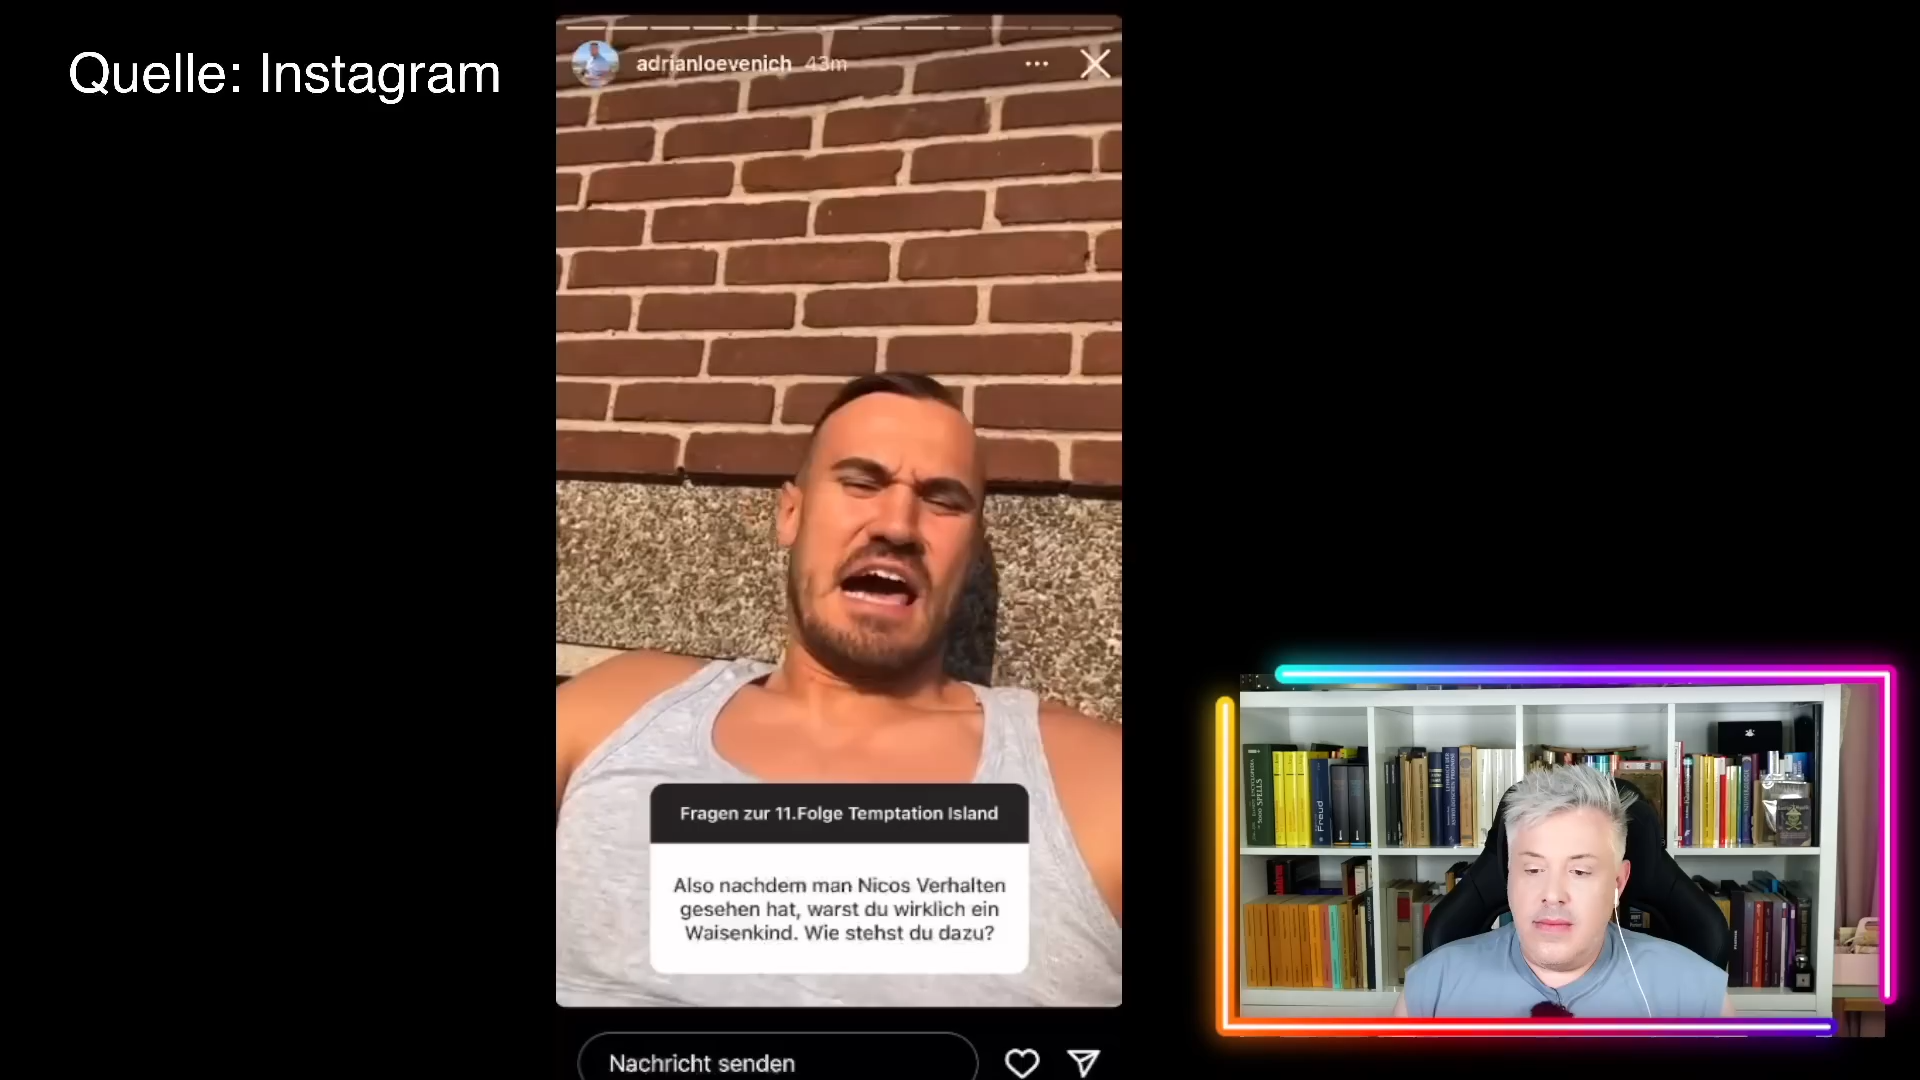 Quelle: Instagram
adrianloevenich 43m
Fragen zur 11.Folge Temptation Island
Also nachdem man Nicos Verhalten
gesehen hat, warst du wirklich ein
Waisenkind. Wie stehst du dazu?
Nachricht senden
Freud